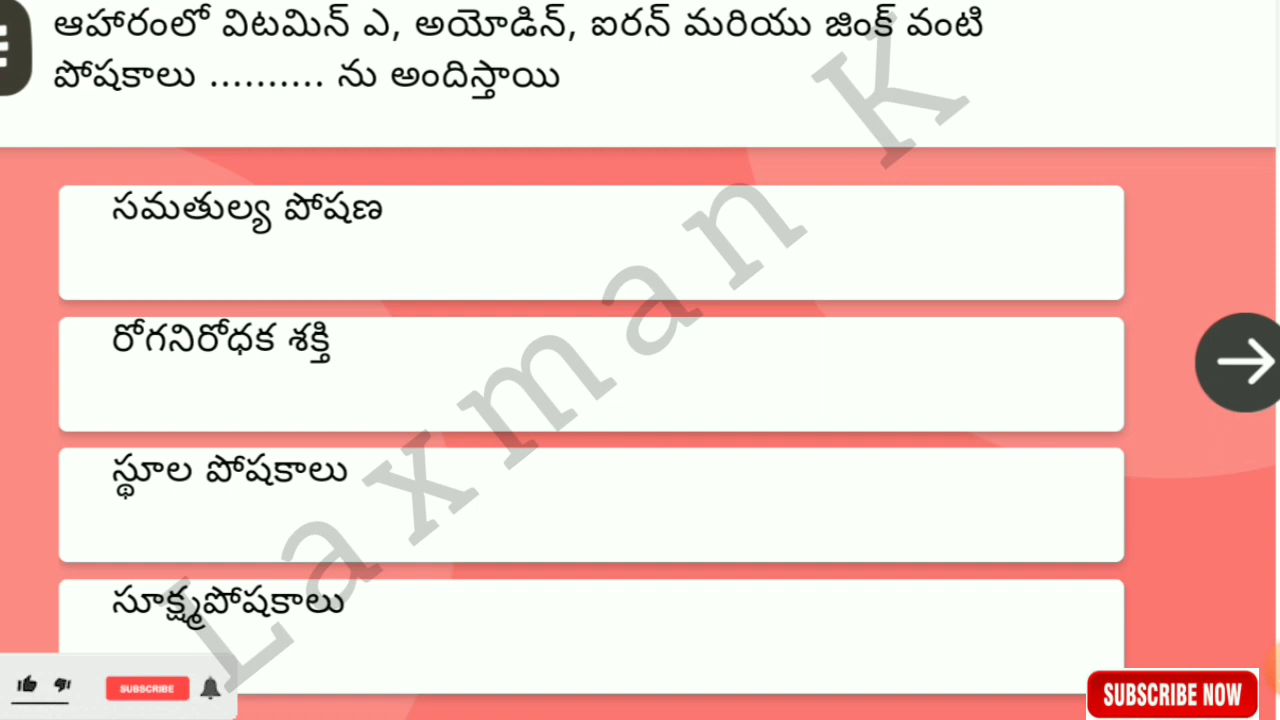 ఆహారంలో విటమిన్ ఎ, అయోడిన్, ఐరన్ మరియు జింక్ వంటి
పోషకాలు .......... ను అందిస్తాయి
సమతుల్య పోషణ
రోగనిరోధక శక్తి
స్థూల పోషకాలు
సూక్ష్మపోషకాలు
Laxman K
SUBSCRIBE
SUBSCRIBE NOW